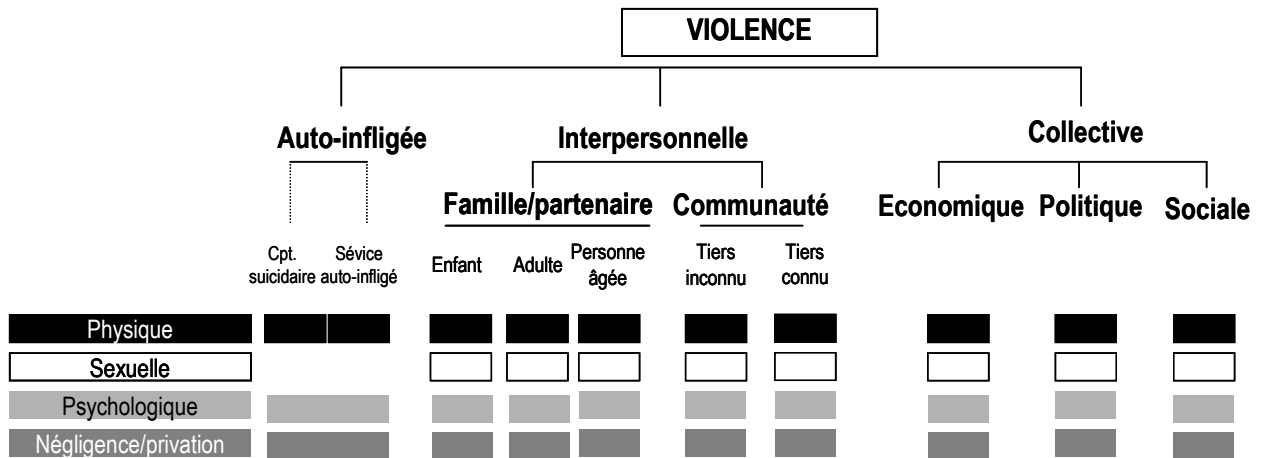 VIOLENCE
Auto-infligée
Interpersonnelle
Collective
Famille/partenaire
Communauté
Economique
Politique
Sociale
Cpt.
suicidaire
Sévice
auto-infligé
Enfant
Adulte
Personne
âgée
Tiers
inconnu
Tiers
connu
Physique
Sexuelle
Psychologique
Négligence/privation